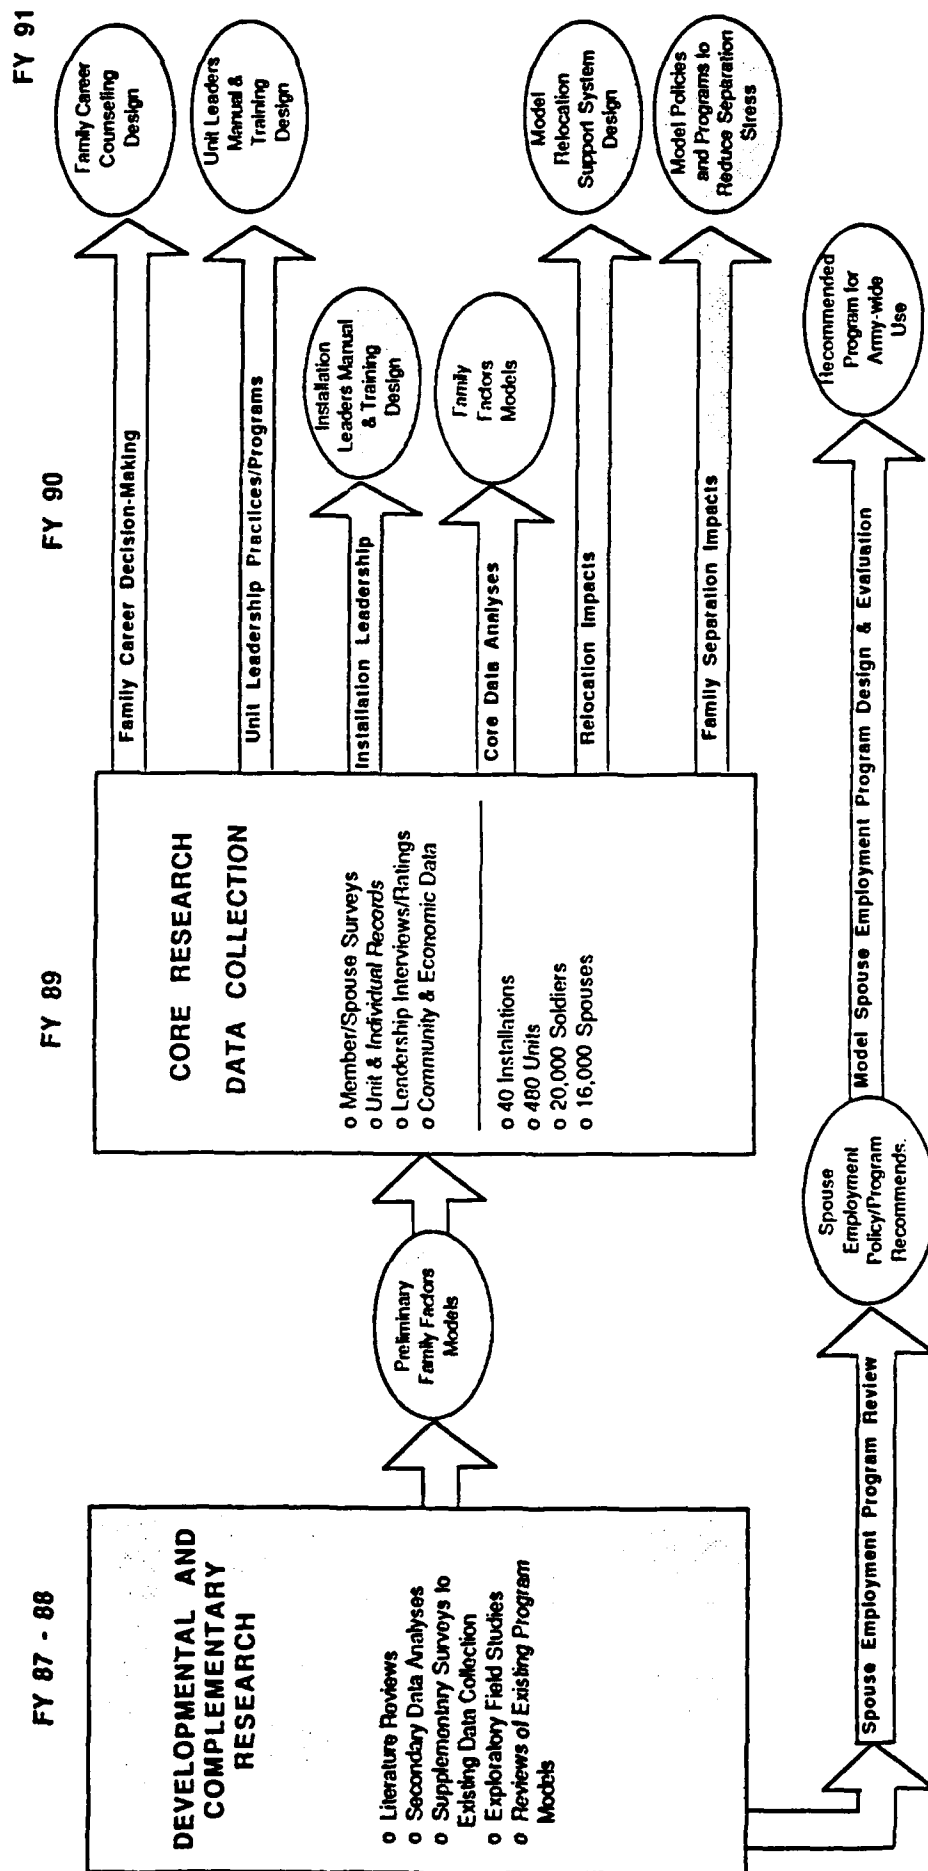 FY 87 - 88
FY 89
FY 90
FY 91
DEVELOPMENTAL AND
COMPLEMENTARY
RESEARCH
o Literature Reviews
o Secondary Data Analyses
o Supplementary Surveys to
Existing Data Collection
o Exploratory Field Studies
o Reviews of Existing Program
Models
Preliminary
Family Factors
Models
CORE RESEARCH
DATA COLLECTION
o Member/Spouse Surveys
o Unit & Individual Records
o Leadership Interviews/Ratings
o Community & Economic Data
o 40 Installations
o 480 Units
o 20,000 Soldiers
o 16,000 Spouses
Family Career Decision-Making
Family Career
Counseling
Design
Unit Leadership Practices/Programs
Unit Leaders
Manual &
Training
Design
Installation Leadership
Installation
Leaders Manual
& Training
Design
Core Data Analyses
Family
Factors
Models
Relocation Impacts
Model
Relocation
Support System
Design
Family Separation Impacts
Model Policies
and Programs to
Reduce Separation
Stress
Spouse Employment Program Review
Spouse
Employment
Policy/Program
Recommends.
Model Spouse Employment Program Design & Evaluation
Recommended
Program for
Army-wide
Use